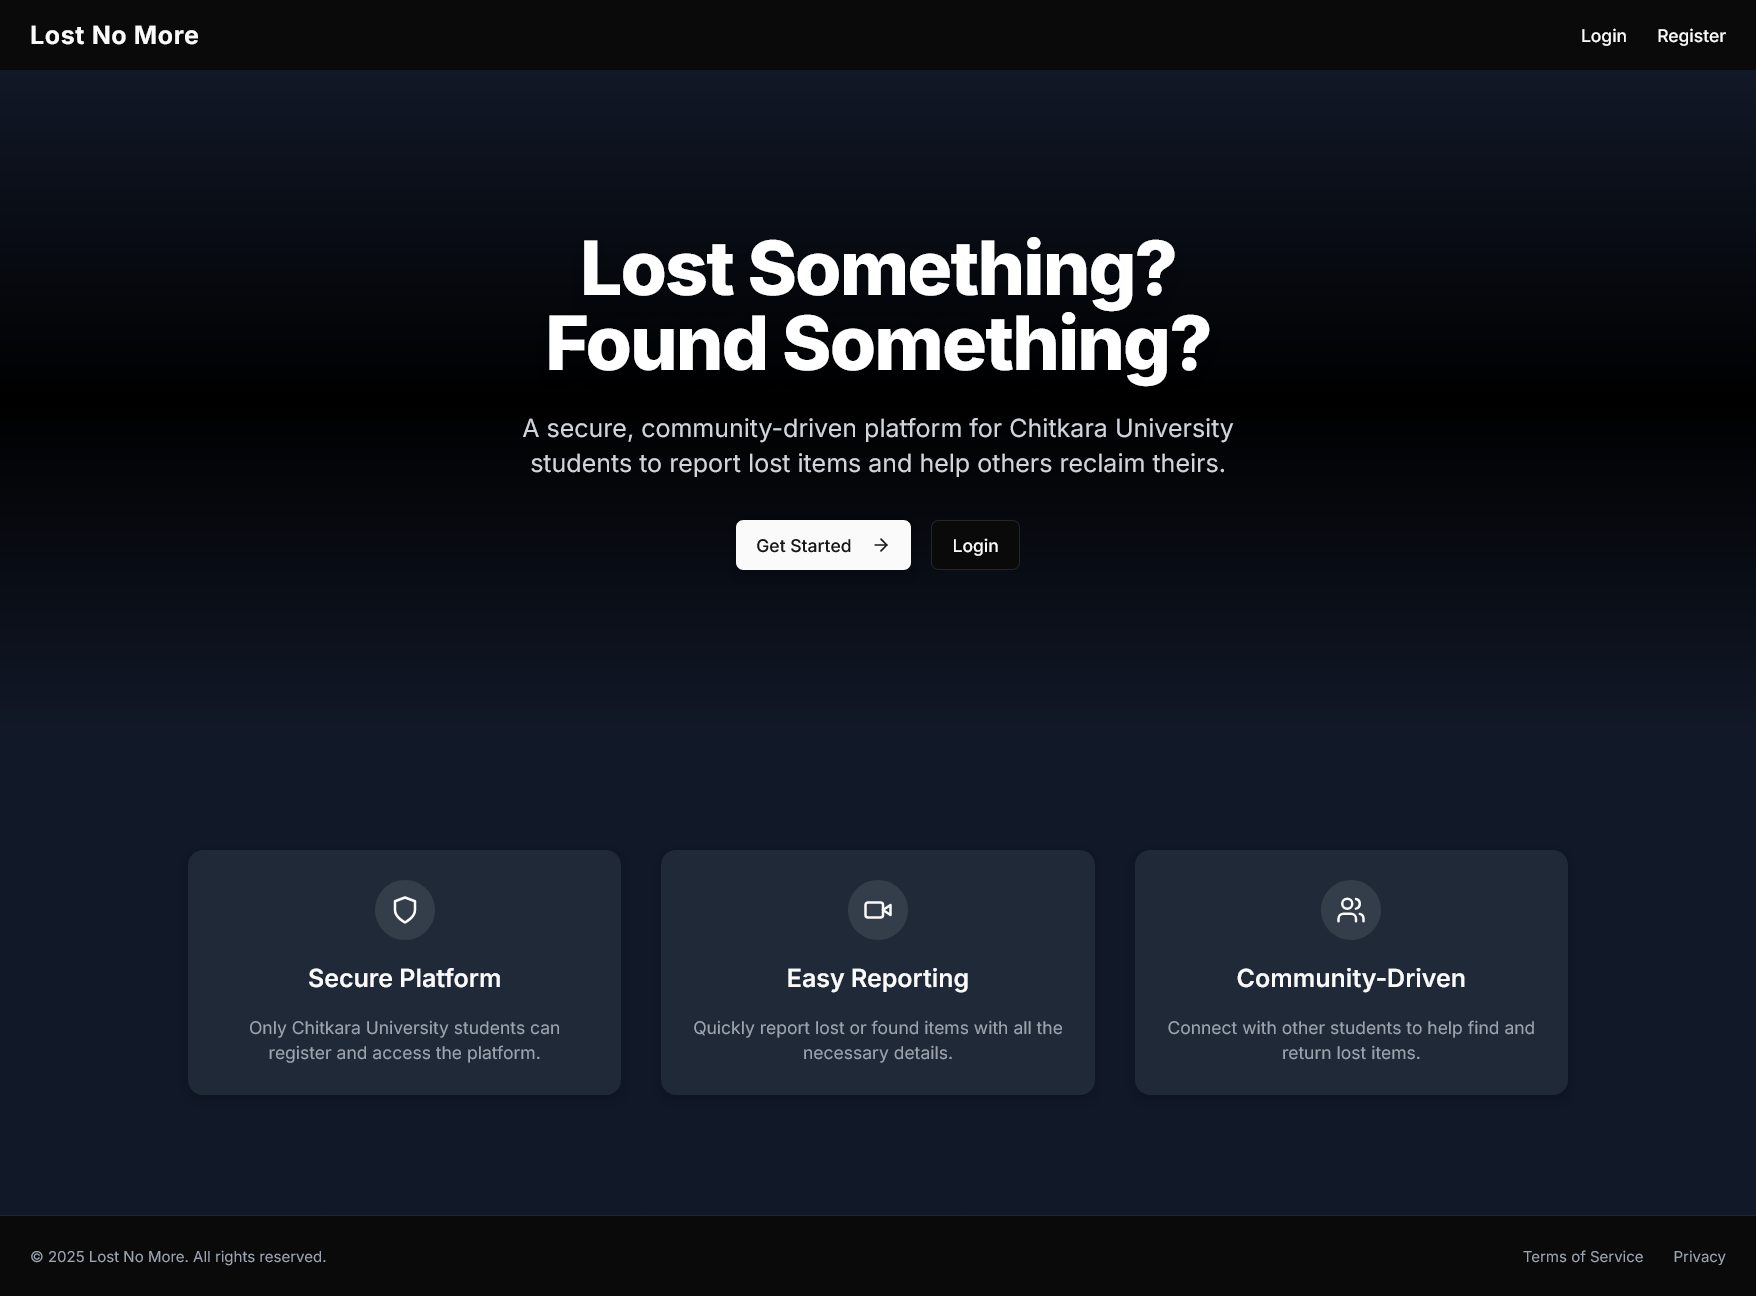 Lost No More
Login
Register
Lost Something?
Found Something?
A secure, community-driven platform for Chitkara University
students to report lost items and help others reclaim theirs.
Get Started
Login
Secure Platform
Only Chitkara University students can
register and access the platform.
Easy Reporting
Quickly report lost or found items with all the
necessary details.
Community-Driven
Connect with other students to help find and
return lost items.
© 2025 Lost No More. All rights reserved.
Terms of Service
Privacy